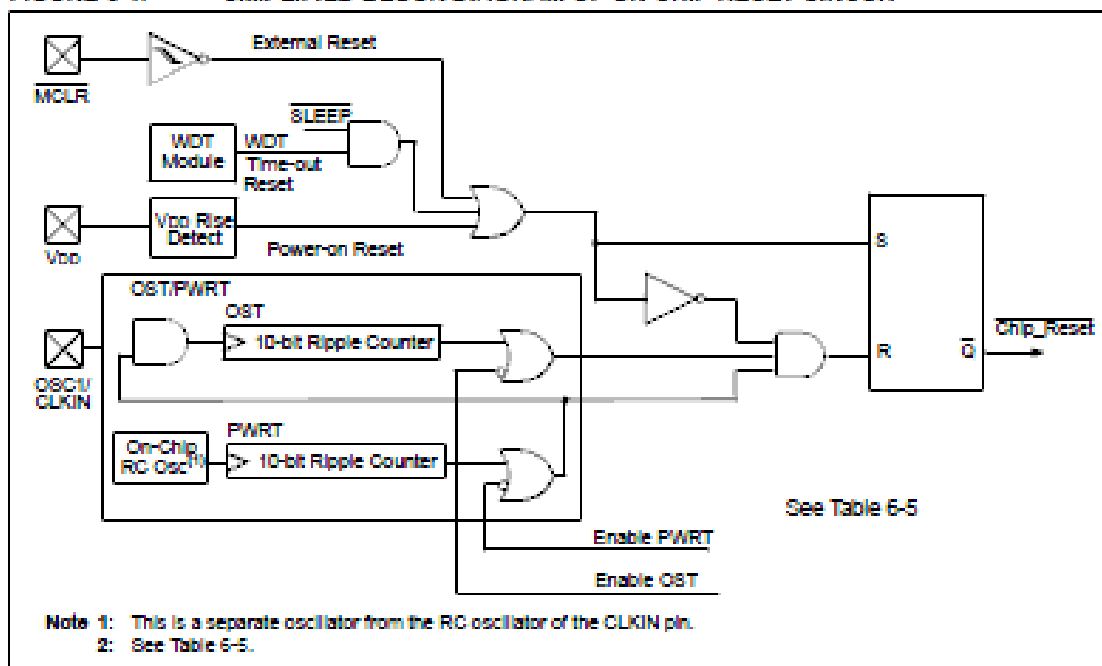 External Reset
MCLR
SLEEP
WDT
Module
WDT
Time-out
Reset
VDD Rise
Detect
VDD
Power-on Reset
S
OST/PWRT
OST
10-bit Ripple Counter
Chip_Reset
R
Q
OSC1/
CLKIN
PWRT
On-Chip
RC Osc(1)
10-bit Ripple Counter
See Table 6-5
Enable PWRT
Enable OST
Note 1: This is a separate oscillator from the RC oscillator of the CLKIN pin.
2: See Table 6-5.